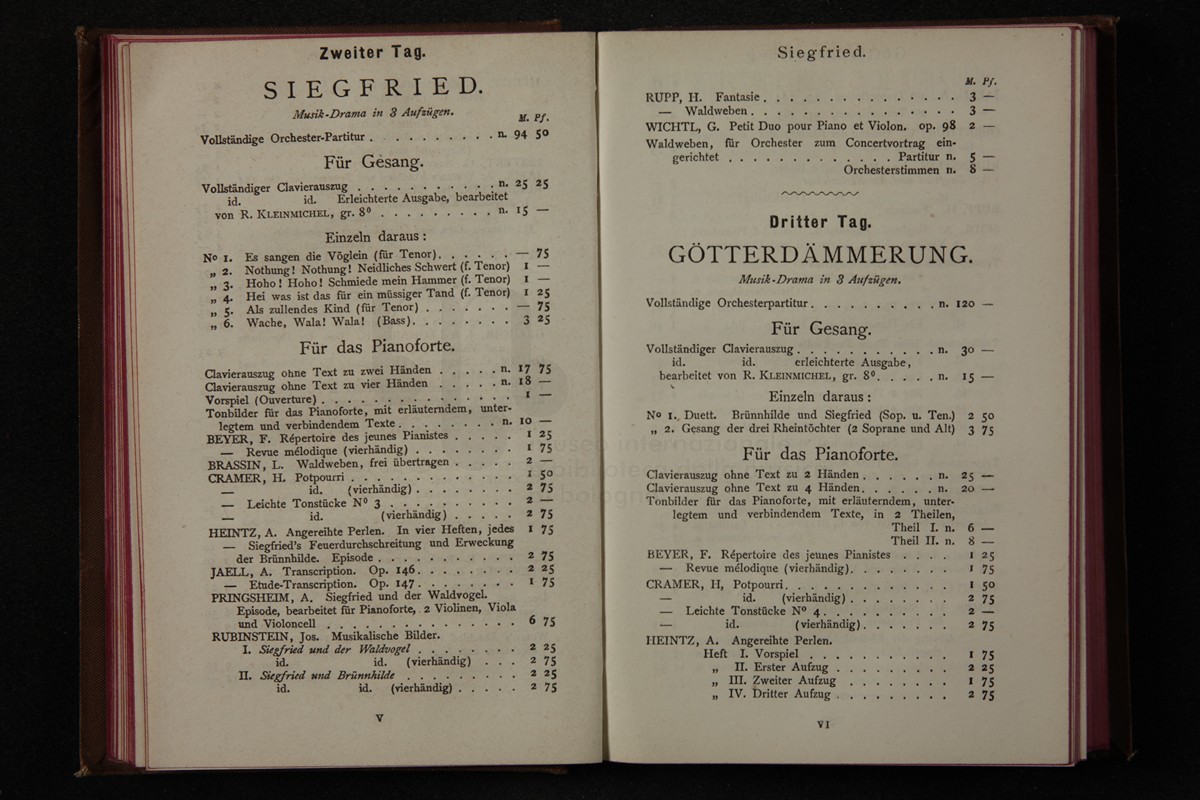 Zweiter Tag.
SIEGFRIED.
Musik-Drama in 3 Aufzügen.
M. Pf.
Vollständige Orchester-Partitur . . . . . . . . . . n. 94 50
Für Gesang.
Vollständiger Clavierauszug . . . . . . . . . . . n. 25 25
id. id. Erleichterte Ausgabe, bearbeitet
von R. KLEINMICHEL, gr. 8⁰ . . . . . . . . . n. 15 —
Einzeln daraus :
Nº 1. Es sangen die Vöglein (für Tenor) . . . . . . — 75
„ 2. Nothung! Nothung! Neidliches Schwert (f. Tenor) 1 —
„ 3. Hoho! Hoho! Schmiede mein Hammer (f. Tenor) 1 —
„ 4. Hei was ist das für ein müssiger Tand (f. Tenor) 1 25
„ 5. Als zullendes Kind (für Tenor) . . . . . . . — 75
„ 6. Wache, Wala! Wala! (Bass) . . . . . . . . 3 25
Für das Pianoforte.
Clavierauszug ohne Text zu zwei Händen . . . . . n. 17 75
Clavierauszug ohne Text zu vier Händen . . . . . n. 18 —
Vorspiel (Ouverture) . . . . . . . . . . . . . . 1 —
Tonbilder für das Pianoforte, mit erläuterndem, unter-
legtem und verbindendem Texte . . . . . . . . n. 10 —
BEYER, F. Répertoire des jeunes Pianistes . . . . . 1 25
— Revue mélodique (vierhändig) . . . . . . . . 1 75
BRASSIN, L. Waldweben, frei übertragen . . . . . 2 —
CRAMER, H. Potpourri . . . . . . . . . . . . . 1 50
— id. (vierhändig) . . . . . . . . . 2 75
— Leichte Tonstücke Nº 3 . . . . . . . . . . 2 —
— id. (vierhändig) . . . . . . 2 75
HEINTZ, A. Angereihte Perlen. In vier Heften, jedes 1 75
— Siegfried's Feuerdurchschreitung und Erweckung
der Brünnhilde. Episode . . . . . . . . . . 2 75
JAELL, A. Transcription. Op. 146 . . . . . . . . 2 25
— Etude-Transcription. Op. 147 . . . . . . . . 1 75
PRINGSHEIM, A. Siegfried und der Waldvogel.
Episode, bearbeitet für Pianoforte, 2 Violinen, Viola
und Violoncell . . . . . . . . . . . . . . . 6 75
RUBINSTEIN, Jos. Musikalische Bilder.
I. Siegfried und der Waldvogel . . . . . . . . 2 25
id. id. (vierhändig) . . . 2 75
II. Siegfried und Brünnhilde . . . . . . . . . 2 25
id. id. (vierhändig) . . . . . 2 75
V
Siegfried.
M. Pf.
RUPP, H. Fantasie . . . . . . . . . . . . . . . 3 —
— Waldweben . . . . . . . . . . . . . . . . 3 —
WICHTL, G. Petit Duo pour Piano et Violon. op. 98 2 —
Waldweben, für Orchester zum Concertvortrag ein-
gerichtet . . . . . . . . . . . . . Partitur n. 5 —
Orchesterstimmen n. 8 —
Dritter Tag.
GÖTTERDÄMMERUNG.
Musik-Drama in 3 Aufzügen.
Vollständige Orchesterpartitur . . . . . . . . . . n. 120 —
Für Gesang.
Vollständiger Clavierauszug . . . . . . . . . . . n. 30 —
id. id. erleichterte Ausgabe,
bearbeitet von R. KLEINMICHEL, gr. 8⁰ . . . . . n. 15 —
Einzeln daraus :
Nº 1. Duett. Brünnhilde und Siegfried (Sop. u. Ten.) 2 50
„ 2. Gesang der drei Rheintöchter (2 Soprane und Alt) 3 75
Für das Pianoforte.
Clavierauszug ohne Text zu 2 Händen . . . . . . n. 25 —
Clavierauszug ohne Text zu 4 Händen . . . . . . n. 20 —
Tonbilder für das Pianoforte, mit erläuterndem, unter-
legtem und verbindendem Texte, in 2 Theilen,
Theil I. n. 6 —
Theil II. n. 8 —
BEYER, F. Répertoire des jeunes Pianistes . . . . 1 25
— Revue mélodique (vierhändig) . . . . . . . . 1 75
CRAMER, H, Potpourri . . . . . . . . . . . . . 1 50
— id. (vierhändig) . . . . . . . . 2 75
— Leichte Tonstücke Nº 4 . . . . . . . . . . 2 —
— id. (vierhändig) . . . . . . . 2 75
HEINTZ, A. Angereihte Perlen.
Heft I. Vorspiel . . . . . . . . . . . 1 75
„ II. Erster Aufzug . . . . . . . . . 2 25
„ III. Zweiter Aufzug . . . . . . . . 1 75
„ IV. Dritter Aufzug . . . . . . . . . 2 75
VI